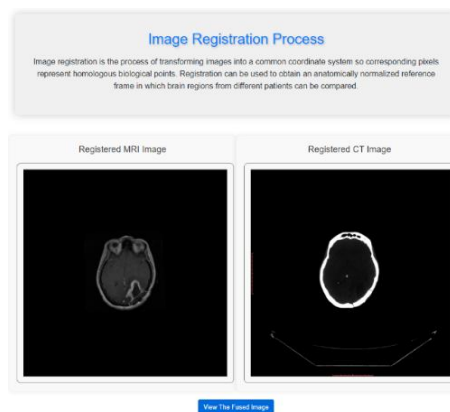 Image Registration Process
Image registration is the process of transforming images into a common coordinate system so corresponding pixels
represent homologous biological points. Registration can be used to obtain an anatomically normalized reference
frame in which brain regions from different patients can be compared.
Registered MRI Image
Registered CT Image
View The Fused Image